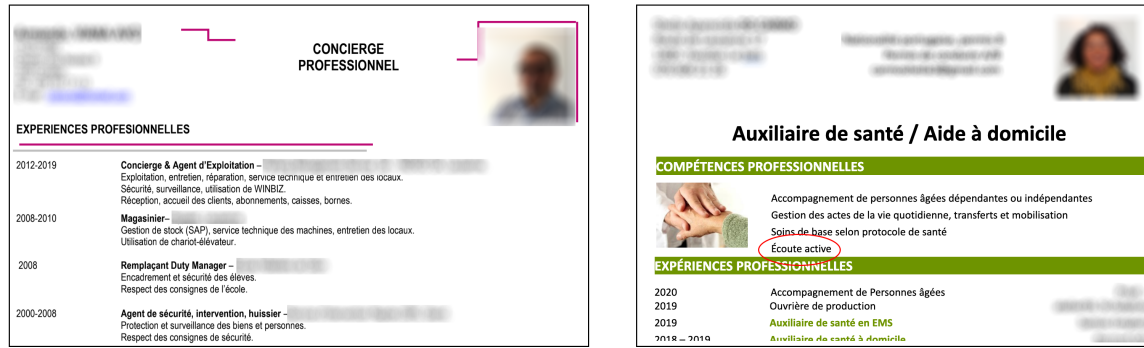 CONCIERGE
PROFESSIONNEL
EXPERIENCES PROFESIONNELLES
2012-2019 Concierge & Agent d'Exploitation –
Exploitation, entretien, réparation, service technique et entretien des locaux.
Sécurité, surveillance, utilisation de WINBIZ.
Réception, accueil des clients, abonnements, caisses, bornes.
2008-2010 Magasinier–
Gestion de stock (SAP), service technique des machines, entretien des locaux.
Utilisation de chariot-élévateur.
2008 Remplaçant Duty Manager –
Encadrement et sécurité des élèves.
Respect des consignes de l'école.
2000-2008 Agent de sécurité, intervention, huissier –
Protection et surveillance des biens et personnes.
Respect des consignes de sécurité.
Auxiliaire de santé / Aide à domicile
COMPÉTENCES PROFESSIONNELLES
Accompagnement de personnes âgées dépendantes ou indépendantes
Gestion des actes de la vie quotidienne, transferts et mobilisation
Soins de base selon protocole de santé
Écoute active
EXPÉRIENCES PROFESSIONNELLES
2020 Accompagnement de Personnes âgées
2019 Ouvrière de production
2019 Auxiliaire de santé en EMS
2018 – 2019 Auxiliaire de santé à domicile